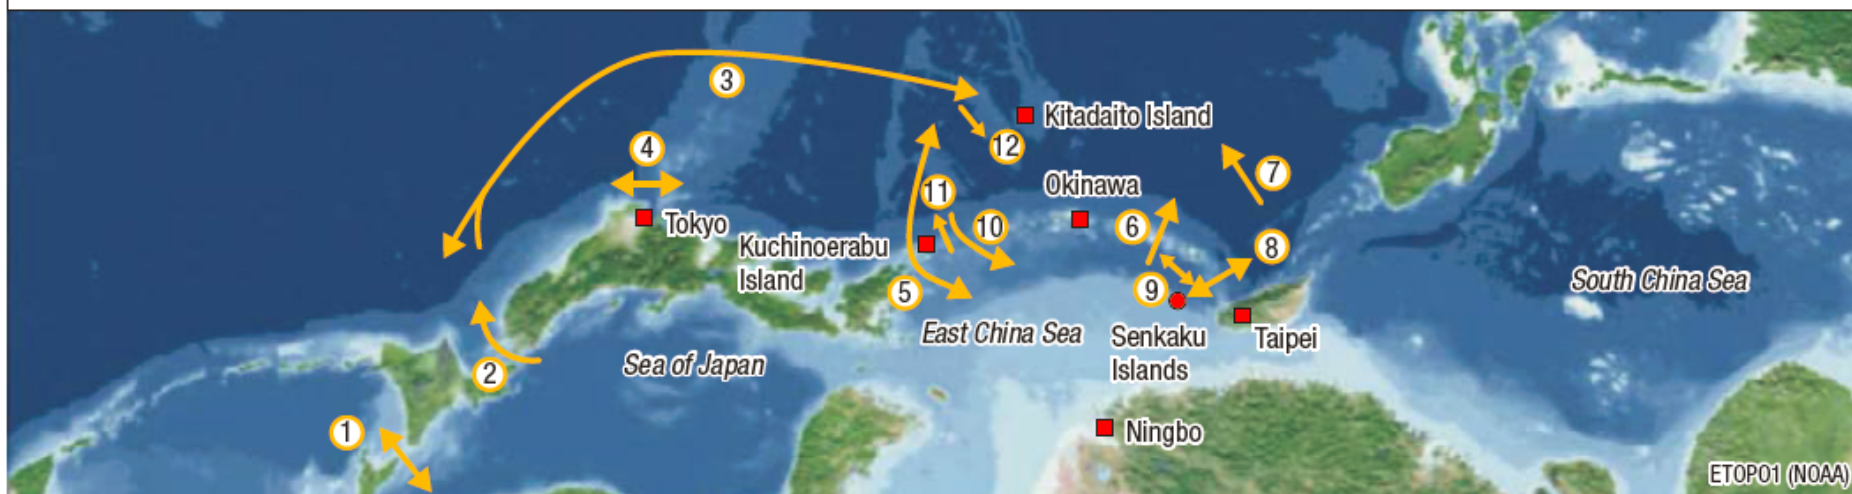 3
Kitadaito Island
4
12
7
11
Okinawa
Tokyo
Kuchinoerabu
Island
10
6
8
5
9
South China Sea
East China Sea
Senkaku
Islands
Taipei
2
Sea of Japan
1
Ningbo
ETOPO1 (NOAA)